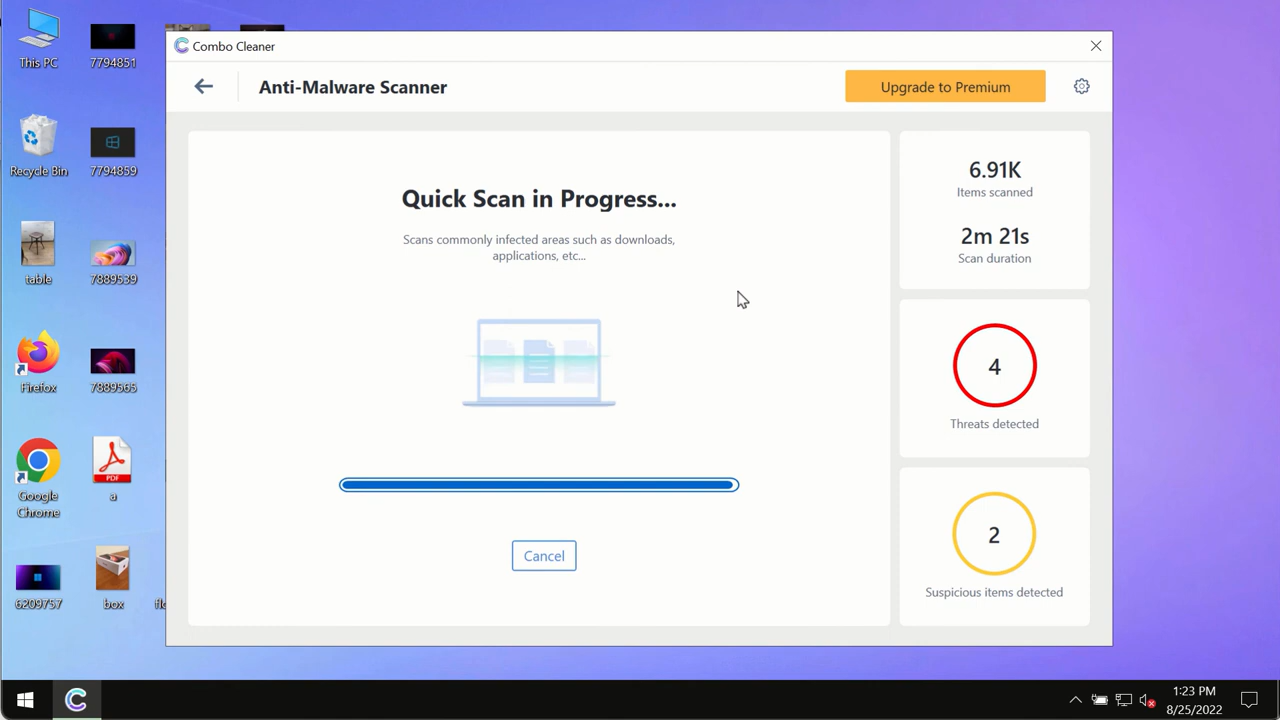 This PC
7794851
Recycle Bin
7794859
table
7889539
Firefox
7889565
PDF
Google
Chrome
a
6209757
box
Combo Cleaner
Anti-Malware Scanner
Upgrade to Premium
Quick Scan in Progress...
Scans commonly infected areas such as downloads,
applications, etc...
Cancel
6.91K
Items scanned
2m 21s
Scan duration
4
Threats detected
2
Suspicious items detected
1:23 PM
8/25/2022